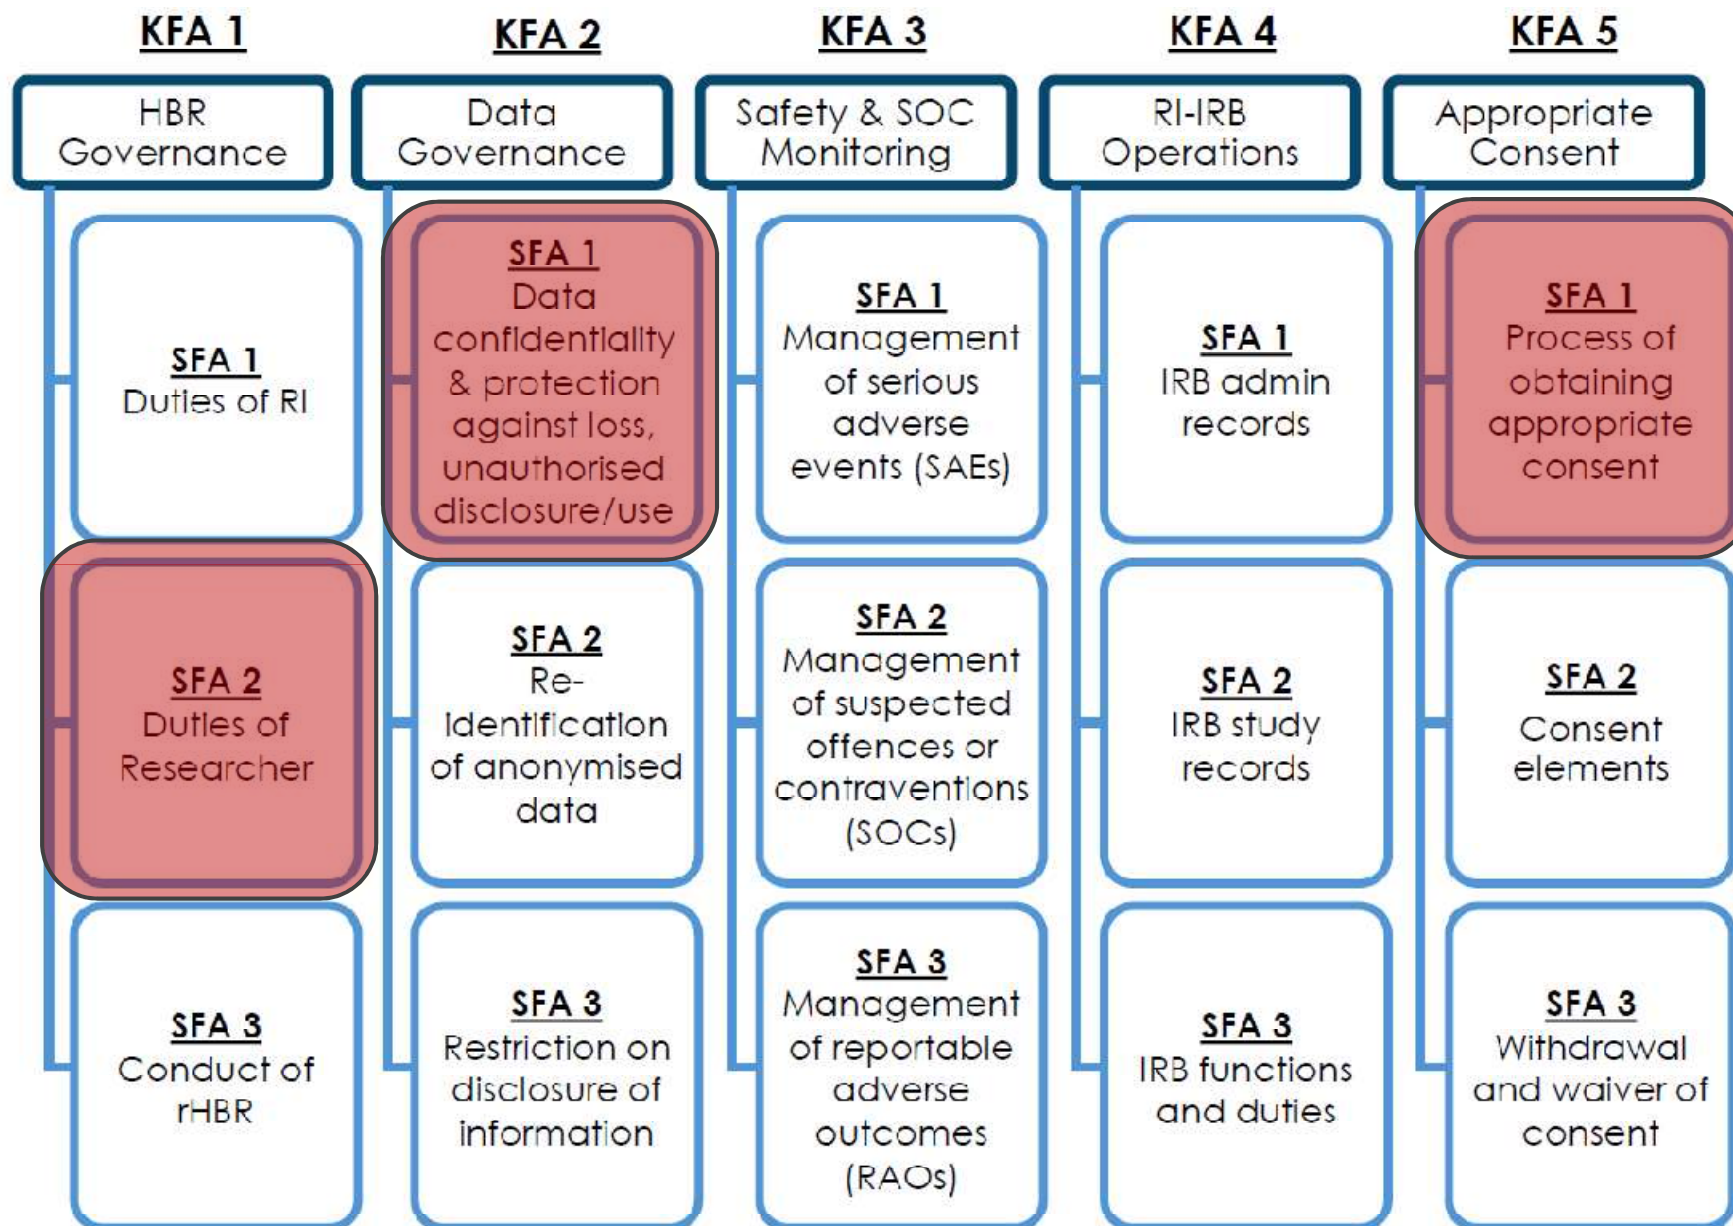 KFA 1
HBR
Governance
SFA 1
Duties of RI
SFA 2
Duties of
Researcher
SFA 3
Conduct of
rHBR
KFA 2
Data
Governance
SFA 1
Data
confidentiality
& protection
against loss,
unauthorised
disclosure/use
SFA 2
Re-
identification
of anonymised
data
SFA 3
Restriction on
disclosure of
information
KFA 3
Safety & SOC
Monitoring
SFA 1
Management
of serious
adverse
events (SAEs)
SFA 2
Management
of suspected
offences or
contraventions
(SOCs)
SFA 3
Management
of reportable
adverse
outcomes
(RAOs)
KFA 4
RI-IRB
Operations
SFA 1
IRB admin
records
SFA 2
IRB study
records
SFA 3
IRB functions
and duties
KFA 5
Appropriate
Consent
SFA 1
Process of
obtaining
appropriate
consent
SFA 2
Consent
elements
SFA 3
Withdrawal
and waiver of
consent